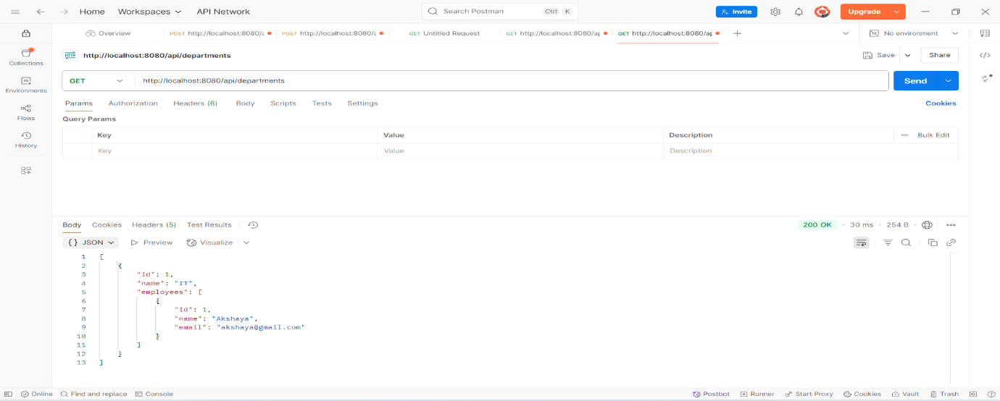 Home Workspaces API Network Search Postman Ctrl K Invite Upgrade
Overview POST http://localhost:8080/a POST http://localhost:8080/a GET Untitled Request GET http://localhost:8080/ap GET http://localhost:8080/ap No environment
HTTP http://localhost:8080/api/departments Save Share
Collections
Environments
Flows
History
GET http://localhost:8080/api/departments Send
Params Authorization Headers (6) Body Scripts Tests Settings Cookies
Query Params
Key Value Description Bulk Edit
Key Value Description
Body Cookies Headers (5) Test Results 200 OK 30 ms 254 B
{} JSON Preview Visualize
1 [
2 {
3 "id": 1,
4 "name": "IT",
5 "employees": [
6 {
7 "id": 1,
8 "name": "Akshaya",
9 "email": "akshaya@gmail.com"
10 }
11 ]
12 }
13 ]
Online Find and replace Console Postbot Runner Start Proxy Cookies Vault Trash